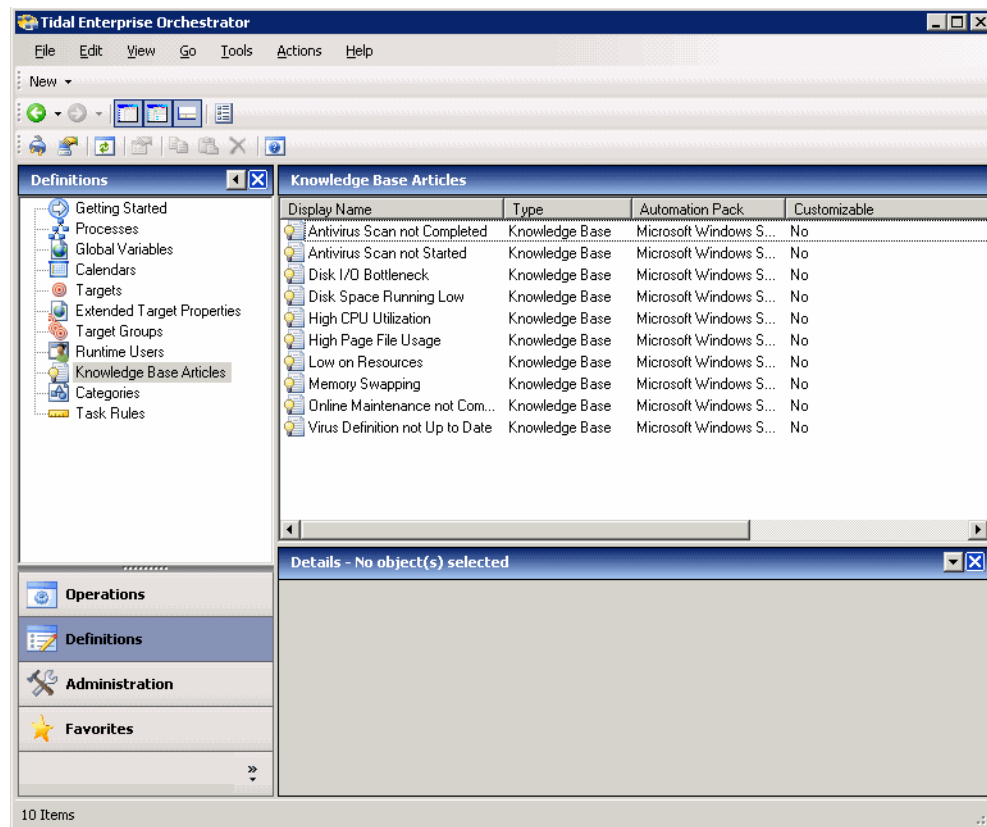 Tidal Enterprise Orchestrator
File Edit View Go Tools Actions Help
New
Definitions
Getting Started
Processes
Global Variables
Calendars
Targets
Extended Target Properties
Target Groups
Runtime Users
Knowledge Base Articles
Categories
Task Rules
Operations
Definitions
Administration
Favorites
Knowledge Base Articles
Display Name Type Automation Pack Customizable
Antivirus Scan not Completed Knowledge Base Microsoft Windows S... No
Antivirus Scan not Started Knowledge Base Microsoft Windows S... No
Disk I/O Bottleneck Knowledge Base Microsoft Windows S... No
Disk Space Running Low Knowledge Base Microsoft Windows S... No
High CPU Utilization Knowledge Base Microsoft Windows S... No
High Page File Usage Knowledge Base Microsoft Windows S... No
Low on Resources Knowledge Base Microsoft Windows S... No
Memory Swapping Knowledge Base Microsoft Windows S... No
Online Maintenance not Com... Knowledge Base Microsoft Windows S... No
Virus Definition not Up to Date Knowledge Base Microsoft Windows S... No
Details - No object(s) selected
10 Items